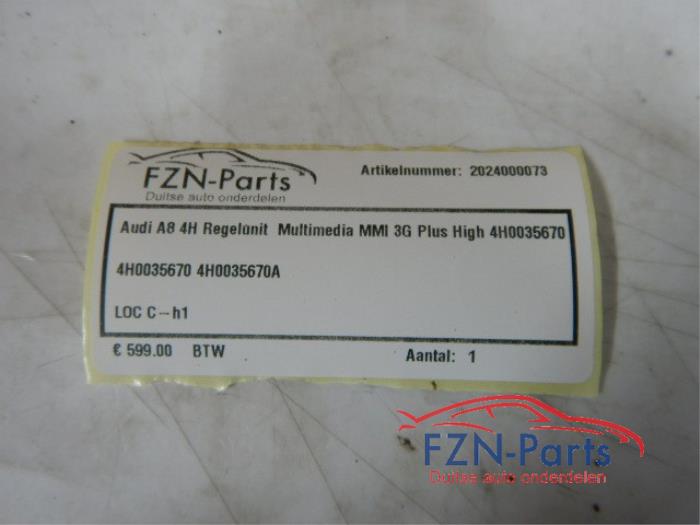 FZN-Parts
Duitse auto onderdelen
Artikelnummer: 2024000073
Audi A8 4H Regelunit Multimedia MMI 3G Plus High 4H0035670
4H0035670 4H0035670A
LOC C-h1
€ 599.00 BTW
Aantal: 1
FZN-Parts
Duitse auto onderdelen